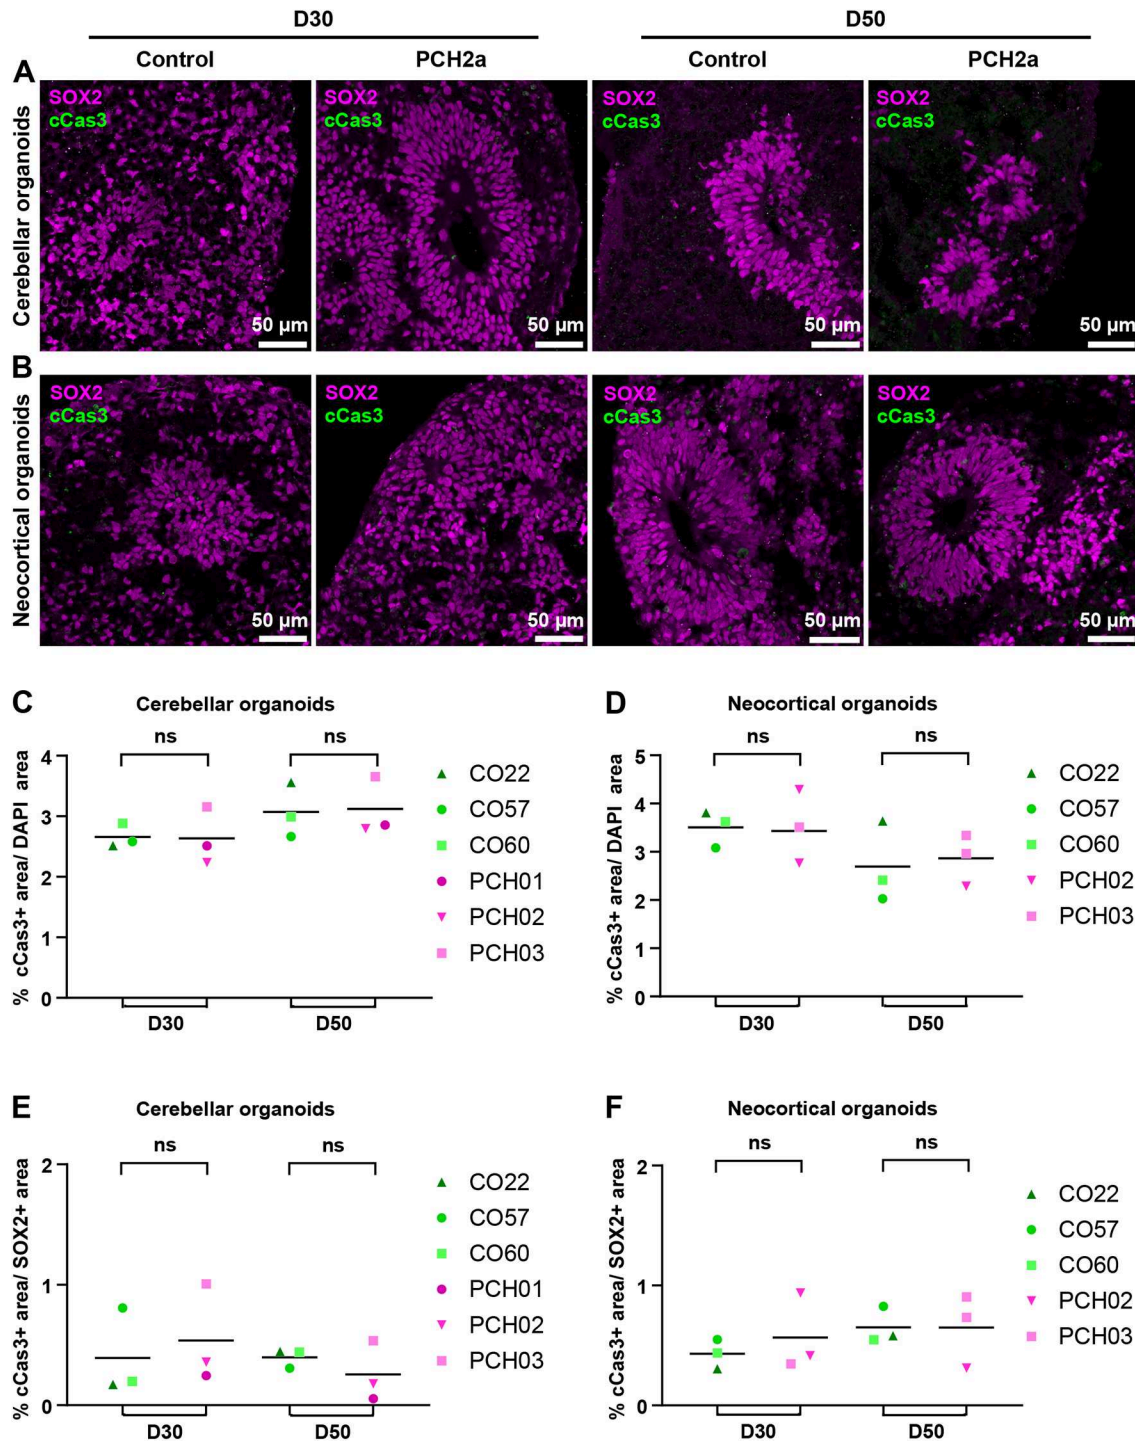 D30 D50
Control PCH2a Control PCH2a
A
Cerebellar organoids
SOX2 SOX2 SOX2 SOX2
cCas3 cCas3 cCas3 cCas3
50 µm 50 µm 50 µm 50 µm
B
Neocortical organoids
SOX2 SOX2 SOX2 SOX2
cCas3 cCas3 cCas3 cCas3
50 µm 50 µm 50 µm 50 µm
C
Cerebellar organoids
ns ns
% cCas3+ area/ DAPI area
4
3
2
1
0
D30 D50
CO22
CO57
CO60
PCH01
PCH02
PCH03
D
Neocortical organoids
ns ns
% cCas3+ area/ DAPI area
5
4
3
2
1
0
D30 D50
CO22
CO57
CO60
PCH02
PCH03
E
Cerebellar organoids
ns ns
% cCas3+ area/ SOX2+ area
2
1
0
D30 D50
CO22
CO57
CO60
PCH01
PCH02
PCH03
F
Neocortical organoids
ns ns
% cCas3+ area/ SOX2+ area
2
1
0
D30 D50
CO22
CO57
CO60
PCH02
PCH03